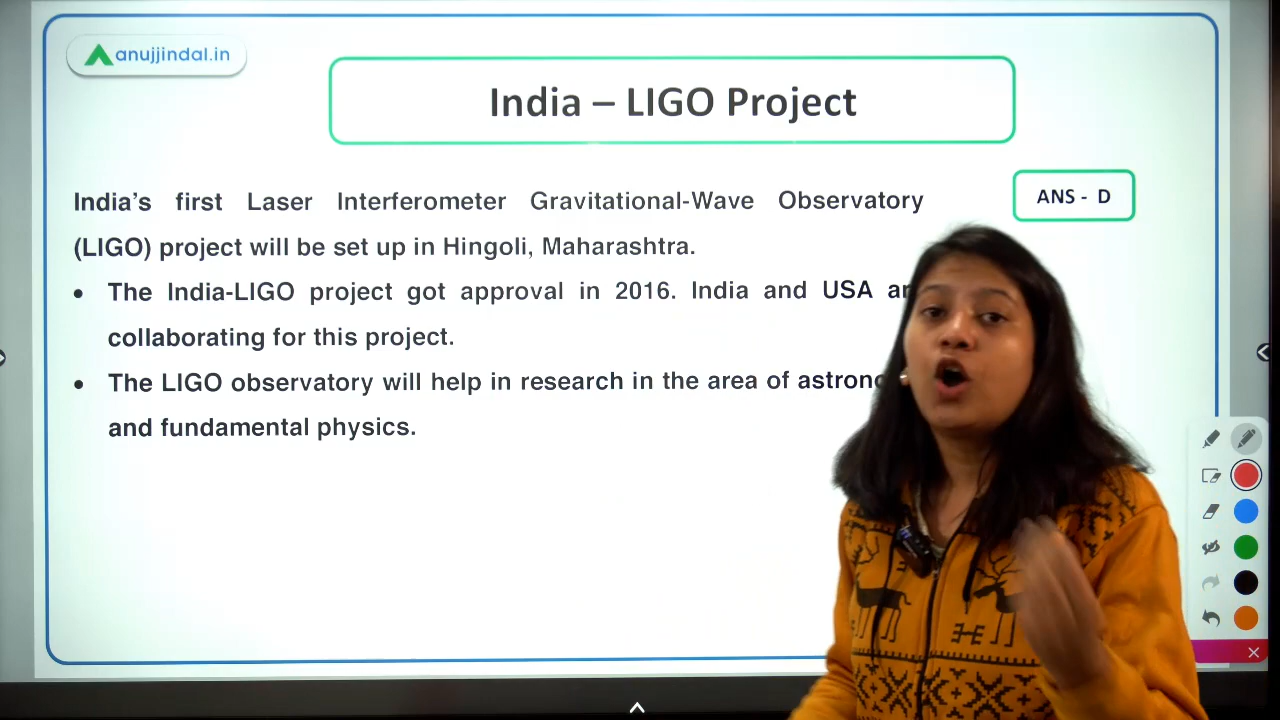 anujjindal.in
India – LIGO Project
India's first Laser Interferometer Gravitational-Wave Observatory
ANS - D
(LIGO) project will be set up in Hingoli, Maharashtra.
• The India-LIGO project got approval in 2016. India and USA
collaborating for this project.
• The LIGO observatory will help in research in the area of
and fundamental physics.